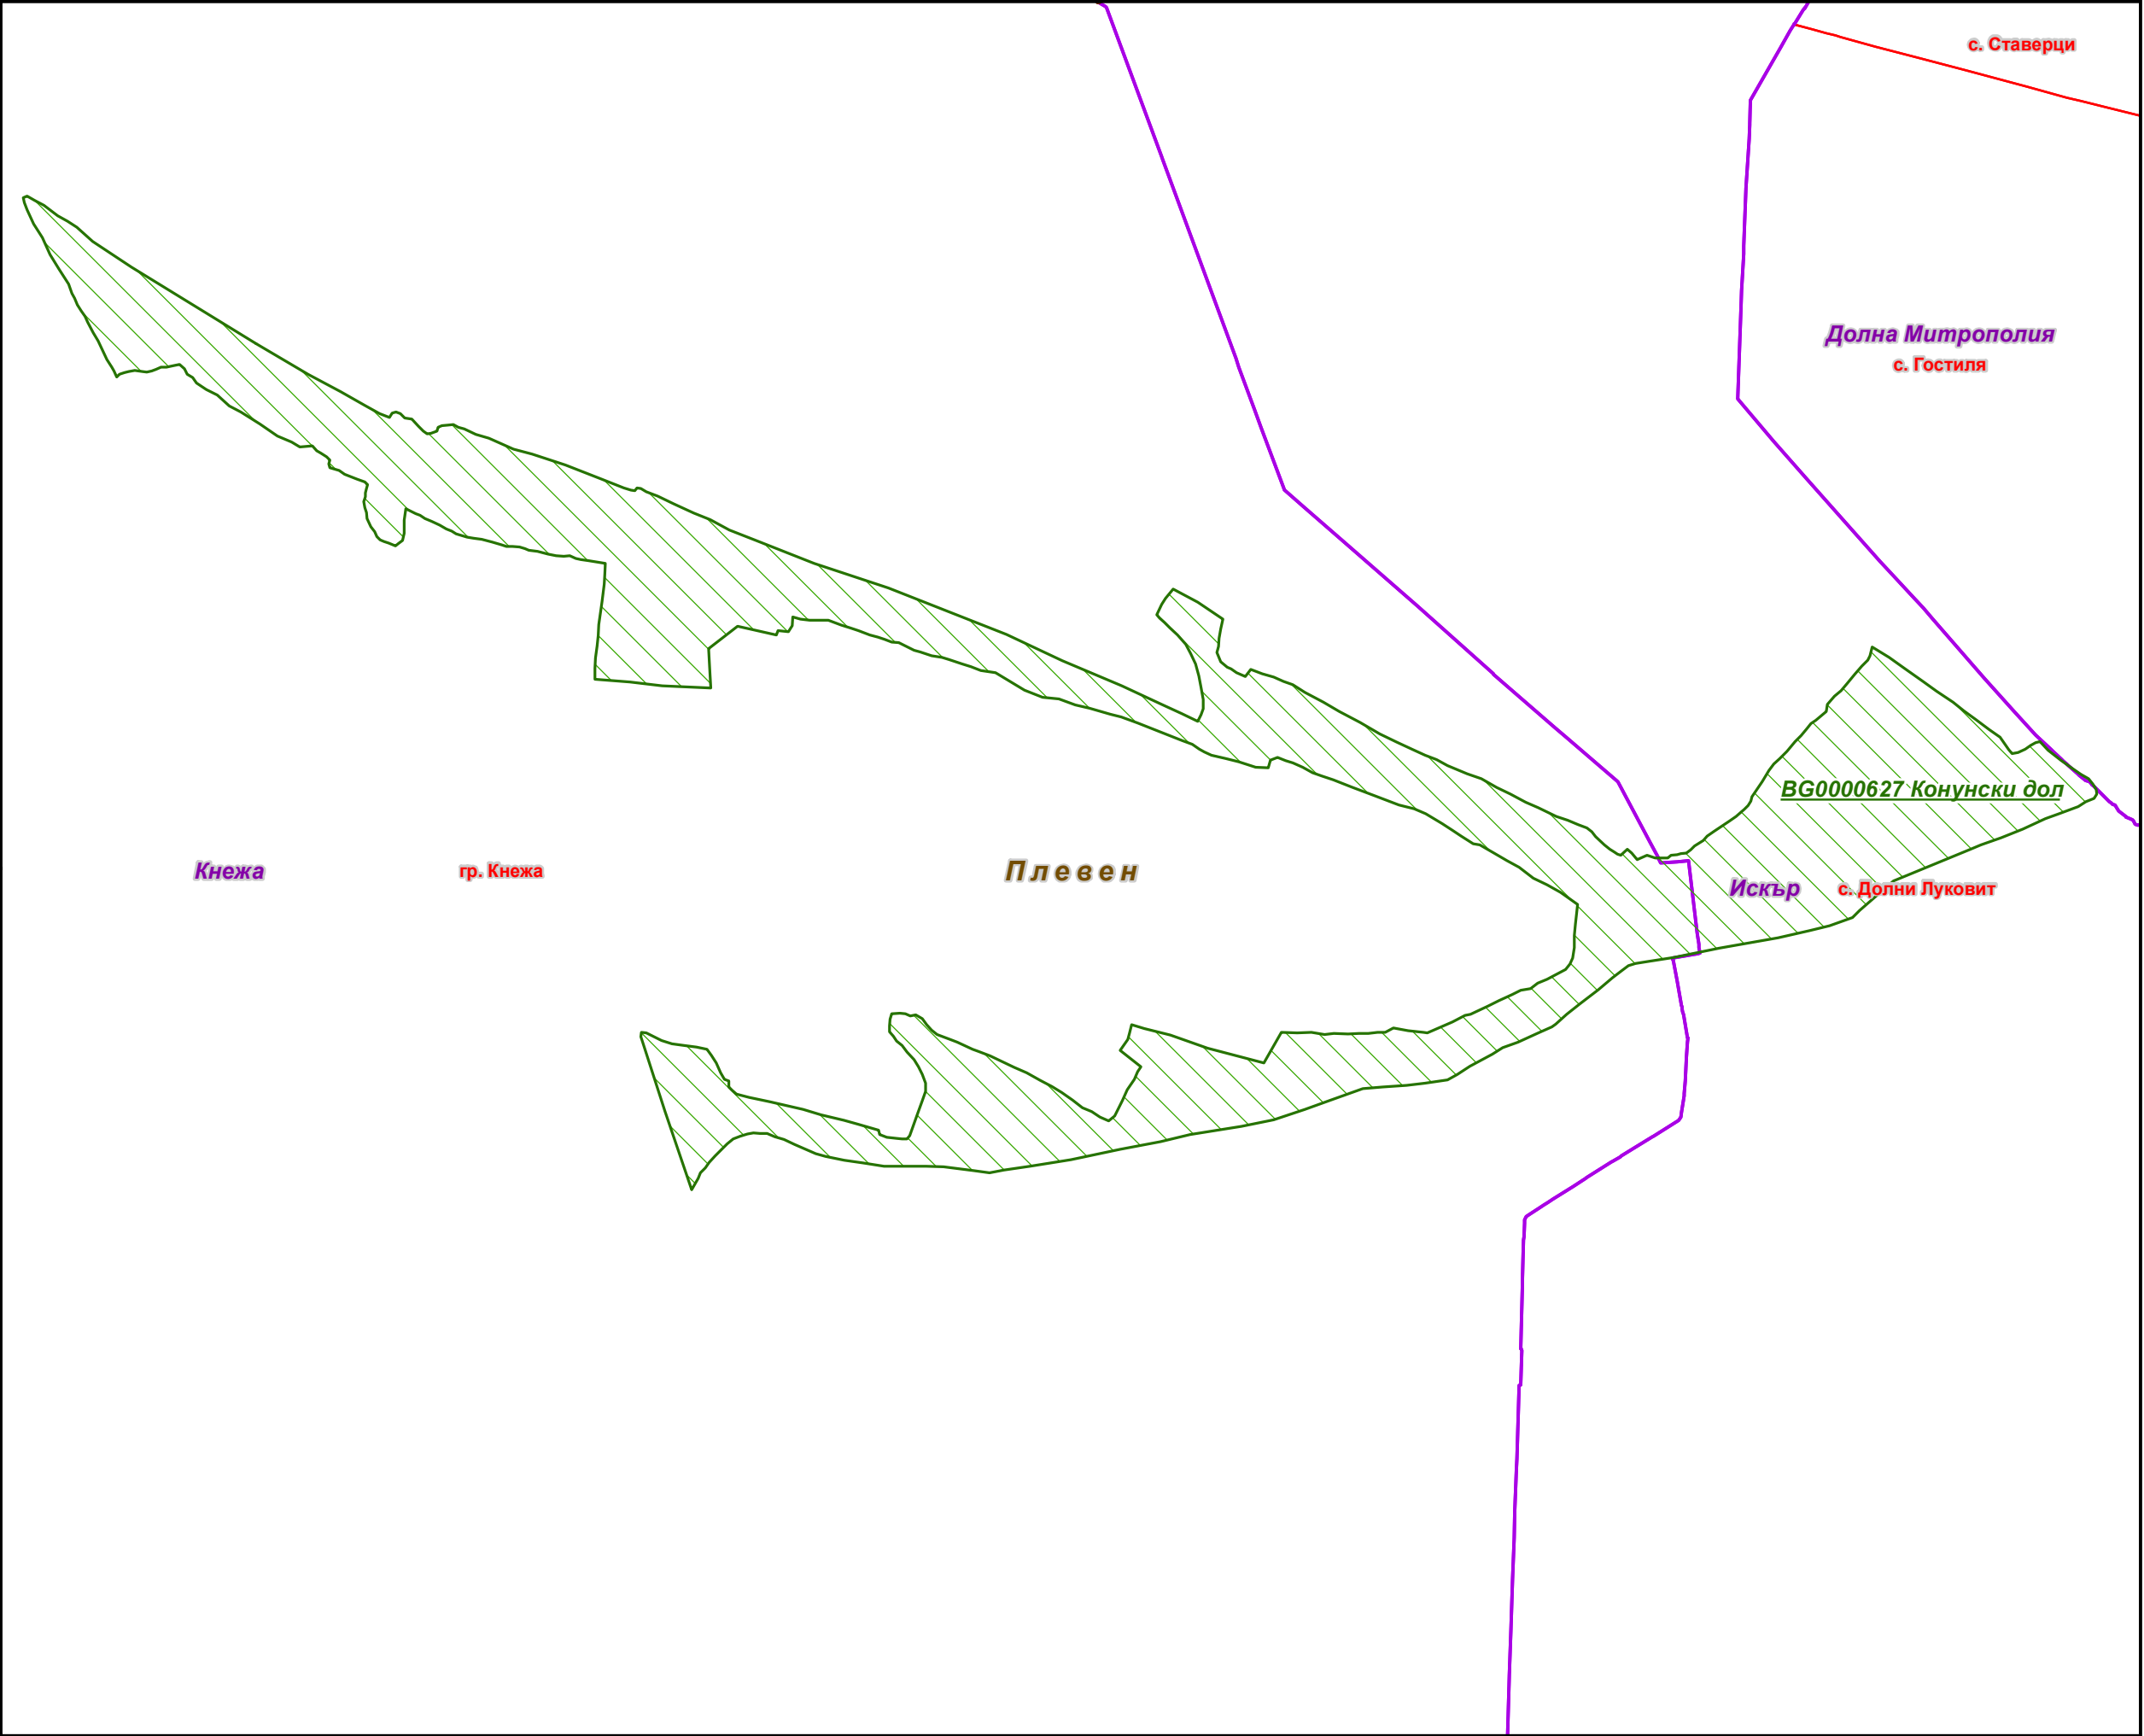 с. Ставерци
Долна Митрополия
с. Гостиля
BG0000627 Конунски дол
Кнежа
гр. Кнежа
Плевен
Искър
с. Долни Луковит